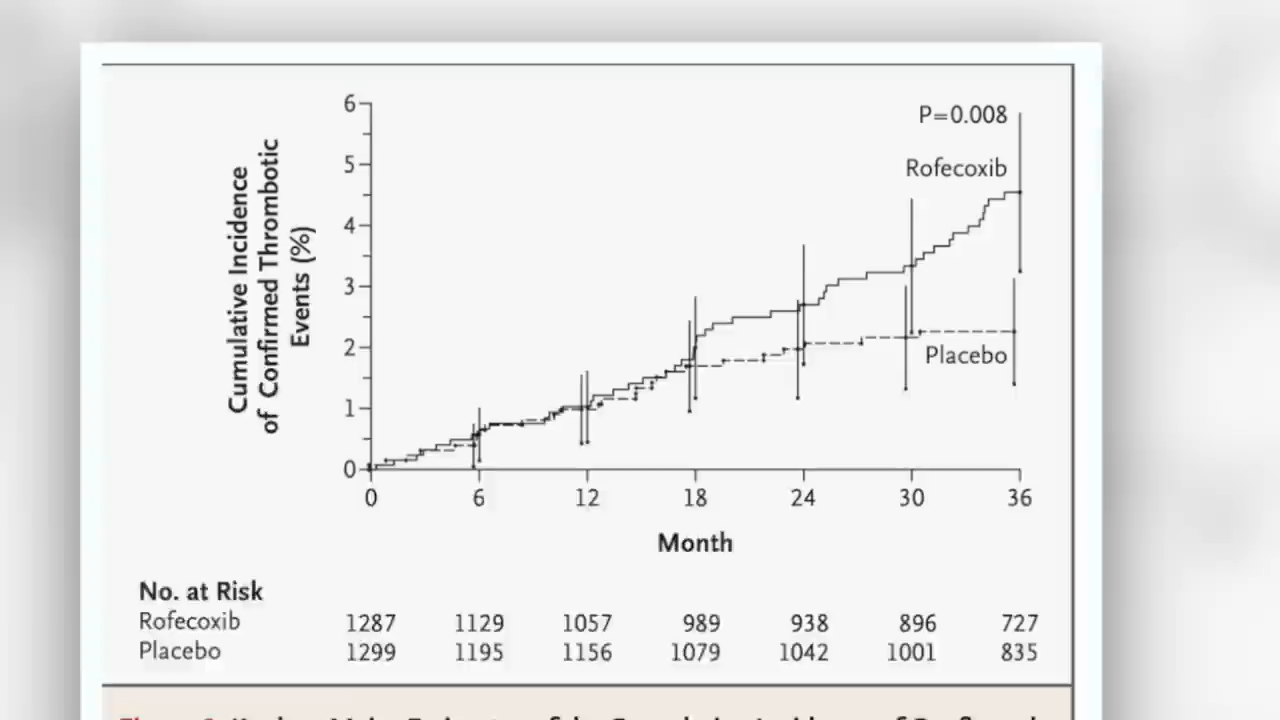 Cumulative Incidence
of Confirmed Thrombotic
Events (%)
6
5
4
3
2
1
0
P=0.008
Rofecoxib
Placebo
0 6 12 18 24 30 36
Month
No. at Risk
Rofecoxib 1287 1129 1057 989 938 896 727
Placebo 1299 1195 1156 1079 1042 1001 835